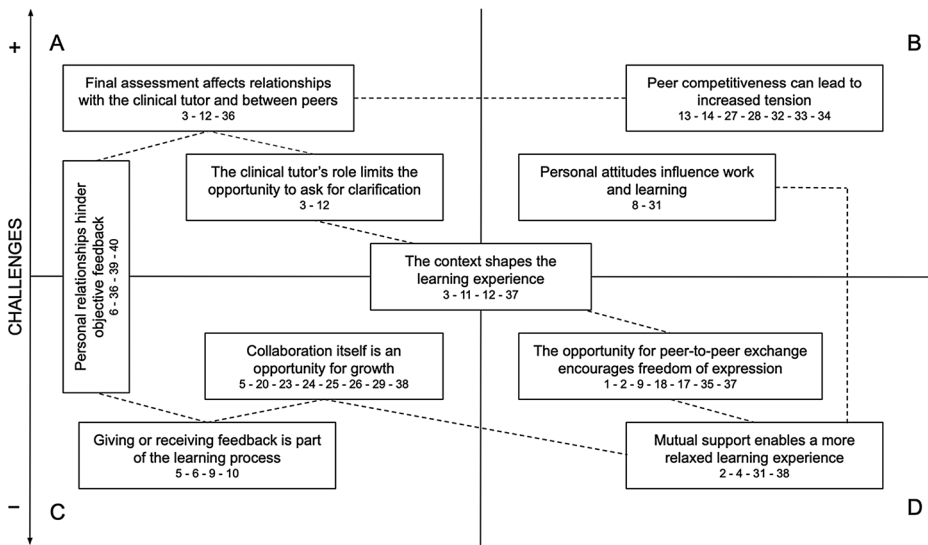 A
B
+
Final assessment affects relationships
with the clinical tutor and between peers
3 - 12 - 36
Peer competitiveness can lead to
increased tension
13 - 14 - 27 - 28 - 32 - 33 - 34
The clinical tutor's role limits the
opportunity to ask for clarification
3 - 12
Personal attitudes influence work
and learning
8 - 31
Personal relationships hinder
objective feedback
6 - 36 - 39 - 40
CHALLENGES
The context shapes the
learning experience
3 - 11 - 12 - 37
Collaboration itself is an
opportunity for growth
5 - 20 - 23 - 24 - 25 - 26 - 29 - 38
The opportunity for peer-to-peer exchange
encourages freedom of expression
1 - 2 - 9 - 18 - 17 - 35 - 37
Giving or receiving feedback is part
of the learning process
5 - 6 - 9 - 10
Mutual support enables a more
relaxed learning experience
2 - 4 - 31 - 38
−
C
D